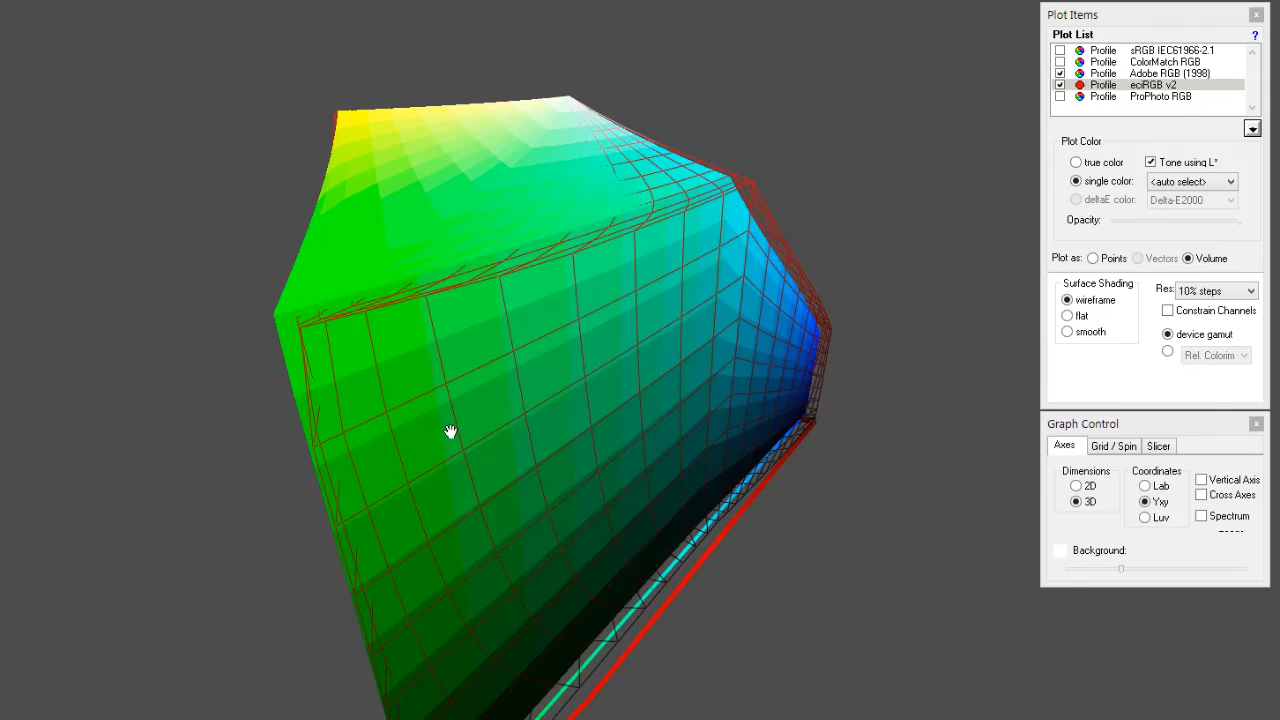 Plot Items x
Plot List ?
Profile sRGB IEC61966-2.1
Profile ColorMatch RGB
Profile Adobe RGB (1998)
Profile eciRGB v2
Profile ProPhoto RGB
Plot Color
true color Tone using L*
single color: <auto select>
deltaE color: Delta-E2000
Opacity:
Plot as: Points Vectors Volume
Surface Shading
wireframe
flat
smooth
Res: 10% steps
Constrain Channels
device gamut
Rel. Colorim
Graph Control x
Axes Grid / Spin Slicer
Dimensions
2D
3D
Coordinates
Lab
Yxy
Luv
Vertical Axis
Cross Axes
Spectrum
Background: